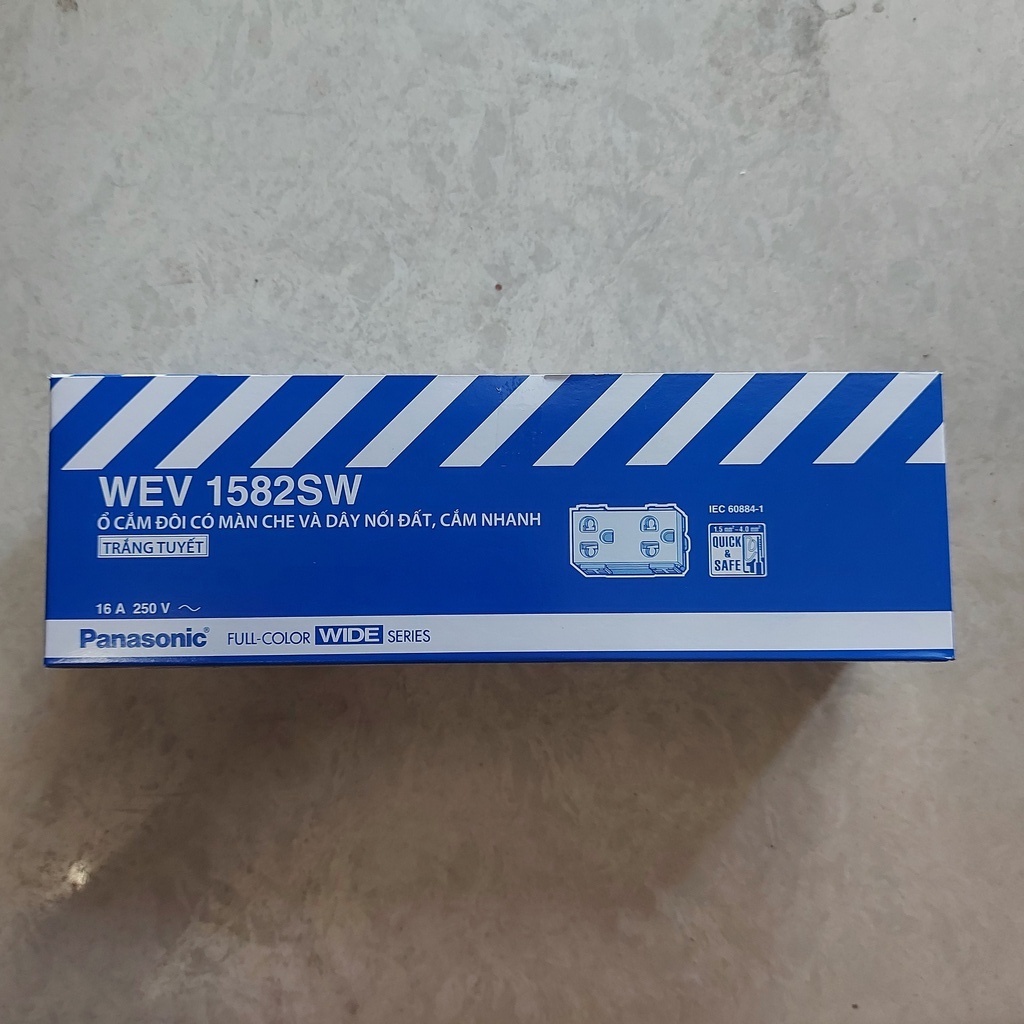 WEV 1582SW
Ổ CẮM ĐÔI CÓ MÀN CHE VÀ DÂY NỐI ĐẤT, CẮM NHANH
TRẮNG TUYẾT
IEC 60884-1
1.5 mm² - 4.0 mm²
QUICK
&
SAFE
16 A 250 V ~
Panasonic® FULL-COLOR WIDE SERIES